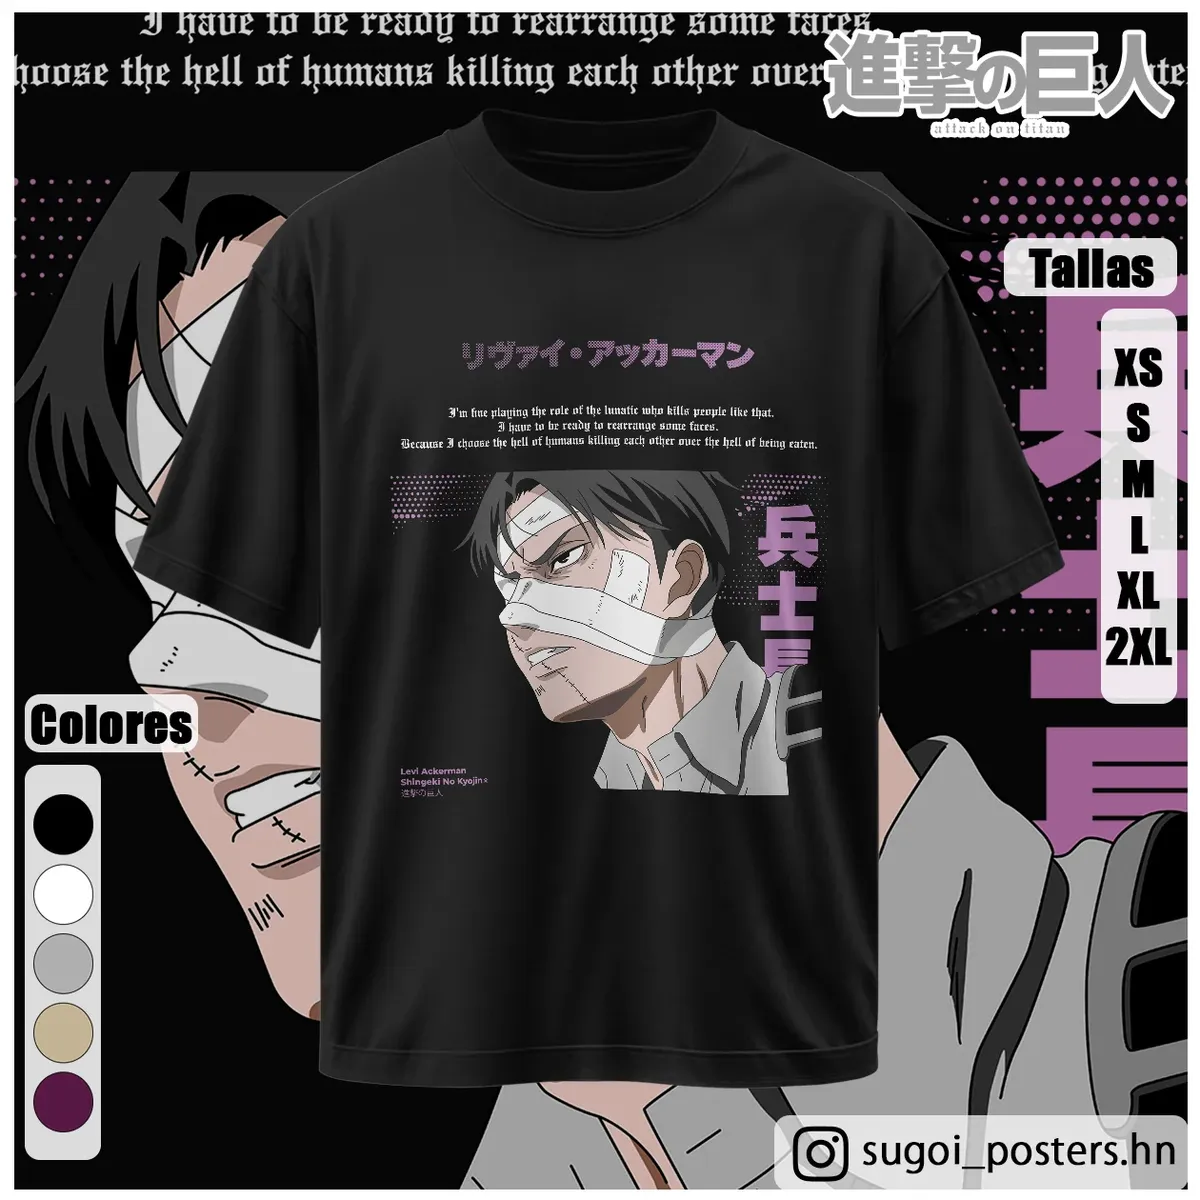 I have to be ready to rearrange some faces.
hoose the hell of humans killing each other over
進撃の巨人
attack on titan
Tallas
XS
S
M
L
XL
2XL
リヴァイ・アッカーマン
I'm fine playing the role of the lunatic who kills people like that.
I have to be ready to rearrange some faces.
Because I choose the hell of humans killing each other over the hell of being eaten.
兵士長
Levi Ackerman
Shingeki No Kyojin
進撃の巨人
Colores
sugoi_posters.hn